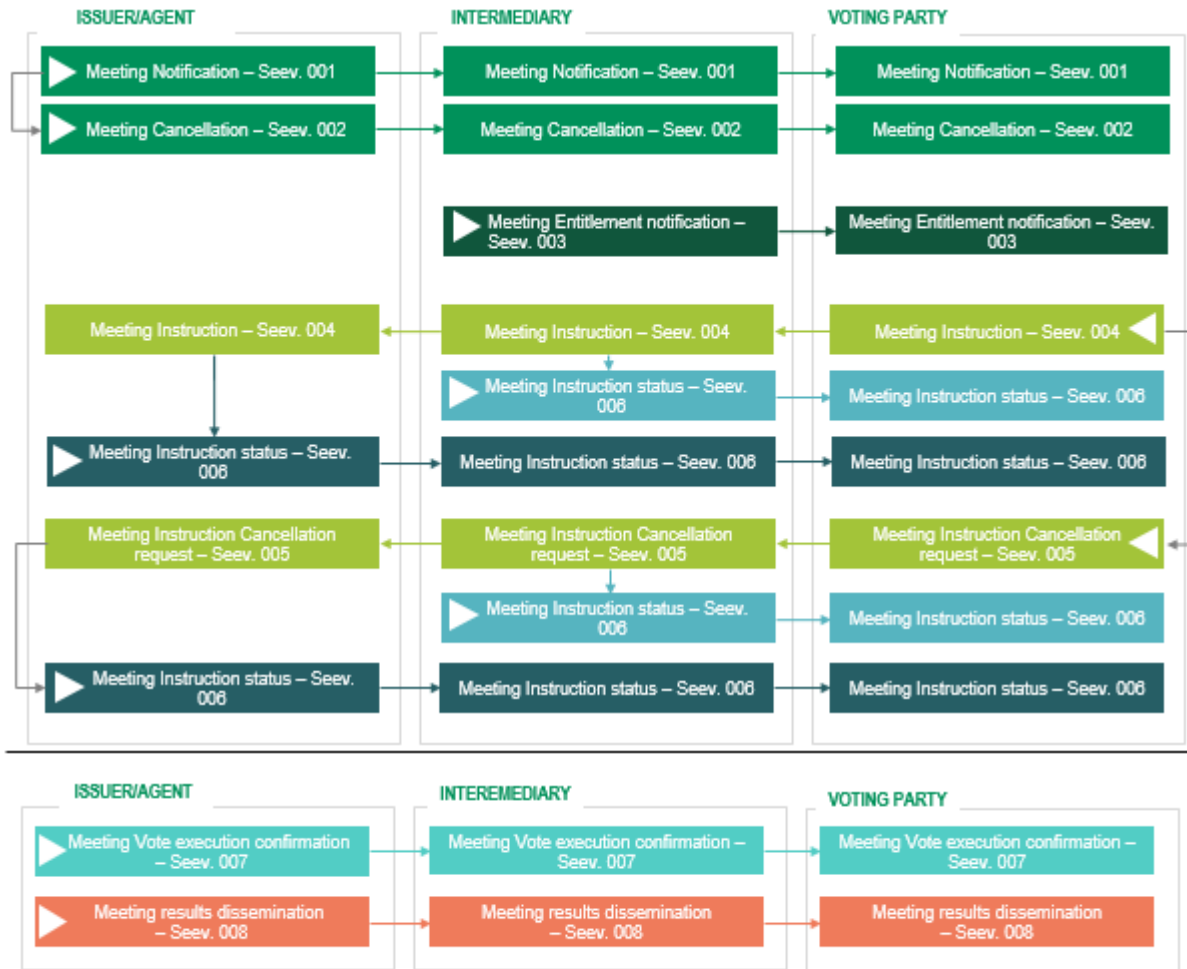 ISSUER/AGENT
INTERMEDIARY
VOTING PARTY
Meeting Notification – Seev. 001
Meeting Notification – Seev. 001
Meeting Notification – Seev. 001
Meeting Cancellation – Seev. 002
Meeting Cancellation – Seev. 002
Meeting Cancellation – Seev. 002
Meeting Entitlement notification –
Seev. 003
Meeting Entitlement notification – Seev.
003
Meeting Instruction – Seev. 004
Meeting Instruction – Seev. 004
Meeting Instruction – Seev. 004
Meeting Instruction status – Seev.
006
Meeting Instruction status – Seev. 006
Meeting Instruction status – Seev.
006
Meeting Instruction status – Seev. 006
Meeting Instruction status – Seev. 006
Meeting Instruction Cancellation
request – Seev. 005
Meeting Instruction Cancellation
request – Seev. 005
Meeting Instruction Cancellation
request – Seev. 005
Meeting Instruction status – Seev.
006
Meeting Instruction status – Seev. 006
Meeting Instruction status – Seev.
006
Meeting Instruction status – Seev. 006
Meeting Instruction status – Seev. 006
ISSUER/AGENT
INTEREMEDIARY
VOTING PARTY
Meeting Vote execution confirmation
– Seev. 007
Meeting Vote execution confirmation –
Seev. 007
Meeting Vote execution confirmation –
Seev. 007
Meeting results dissemination
– Seev. 008
Meeting results dissemination
– Seev. 008
Meeting results dissemination
– Seev. 008